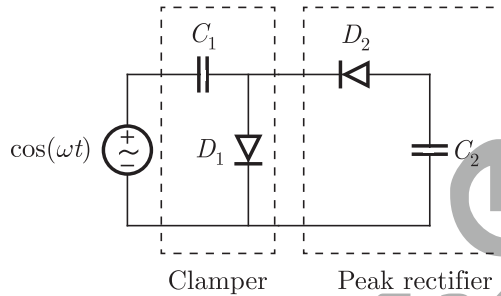 C₁
D₂
cos(ωt)
+
~
−
D₁
C₂
Clamper
Peak rectifier